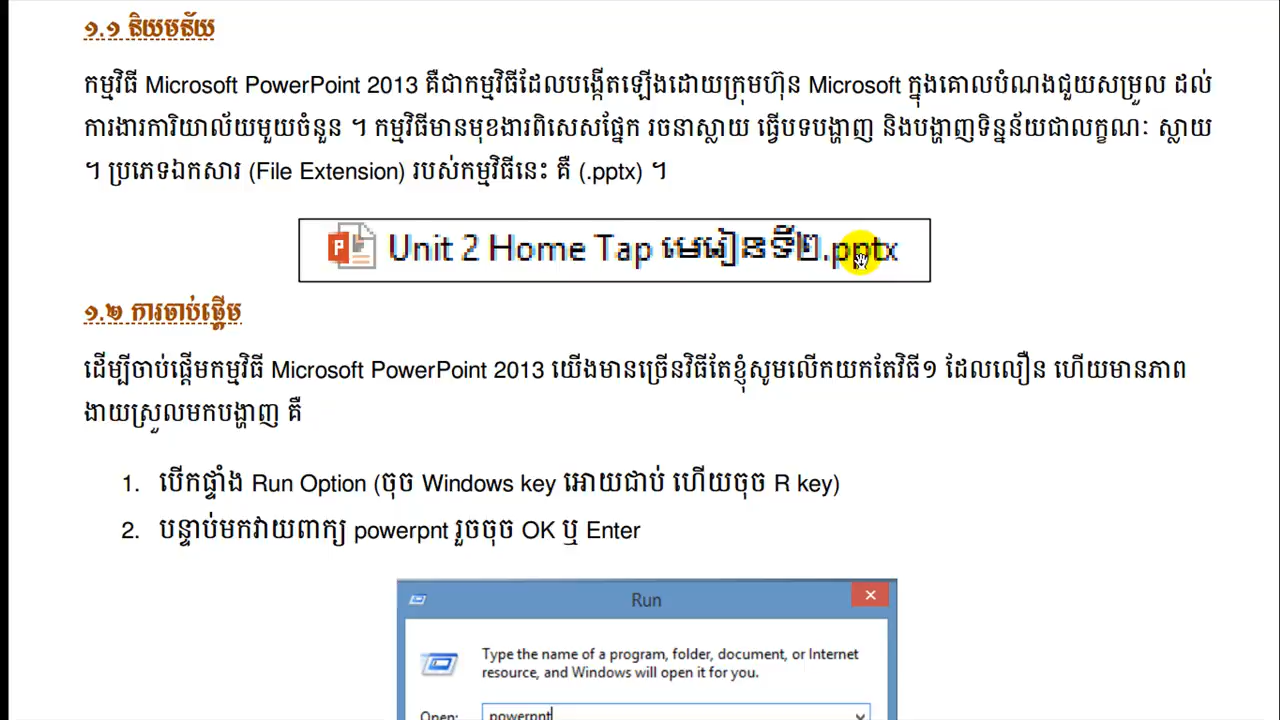 ១.១ និយមន័យ
កម្មវិធី Microsoft PowerPoint 2013 គឺជាកម្មវិធីដែលបង្កើតឡើងដោយក្រុមហ៊ុន Microsoft ក្នុងគោលបំណងជួយសម្រួល ដល់
ការងារការិយាល័យមួយចំនួន ។ កម្មវិធីមានមុខងារពិសេសផ្នែក រចនាស្លាយ ធ្វើបទបង្ហាញ និងបង្ហាញទិន្នន័យជាលក្ខណៈ ស្លាយ
។ ប្រភេទឯកសារ (File Extension) របស់កម្មវិធីនេះ គឺ (.pptx) ។
Unit 2 Home Tap មេរៀនទី២.pptx
១.២ ការចាប់ផ្តើម
ដើម្បីចាប់ផ្តើមកម្មវិធី Microsoft PowerPoint 2013 យើងមានច្រើនវិធីតែខ្ញុំសូមលើកយកតែវិធី១ ដែលលឿន ហើយមានភាព
ងាយស្រួលមកបង្ហាញ គឺ
1. បើកផ្ទាំង Run Option (ចុច Windows key អោយជាប់ ហើយចុច R key)
2. បន្ទាប់មកវាយពាក្យ powerpnt រួចចុច OK ឬ Enter
Run
Type the name of a program, folder, document, or Internet
resource, and Windows will open it for you.
Open: powerpnt